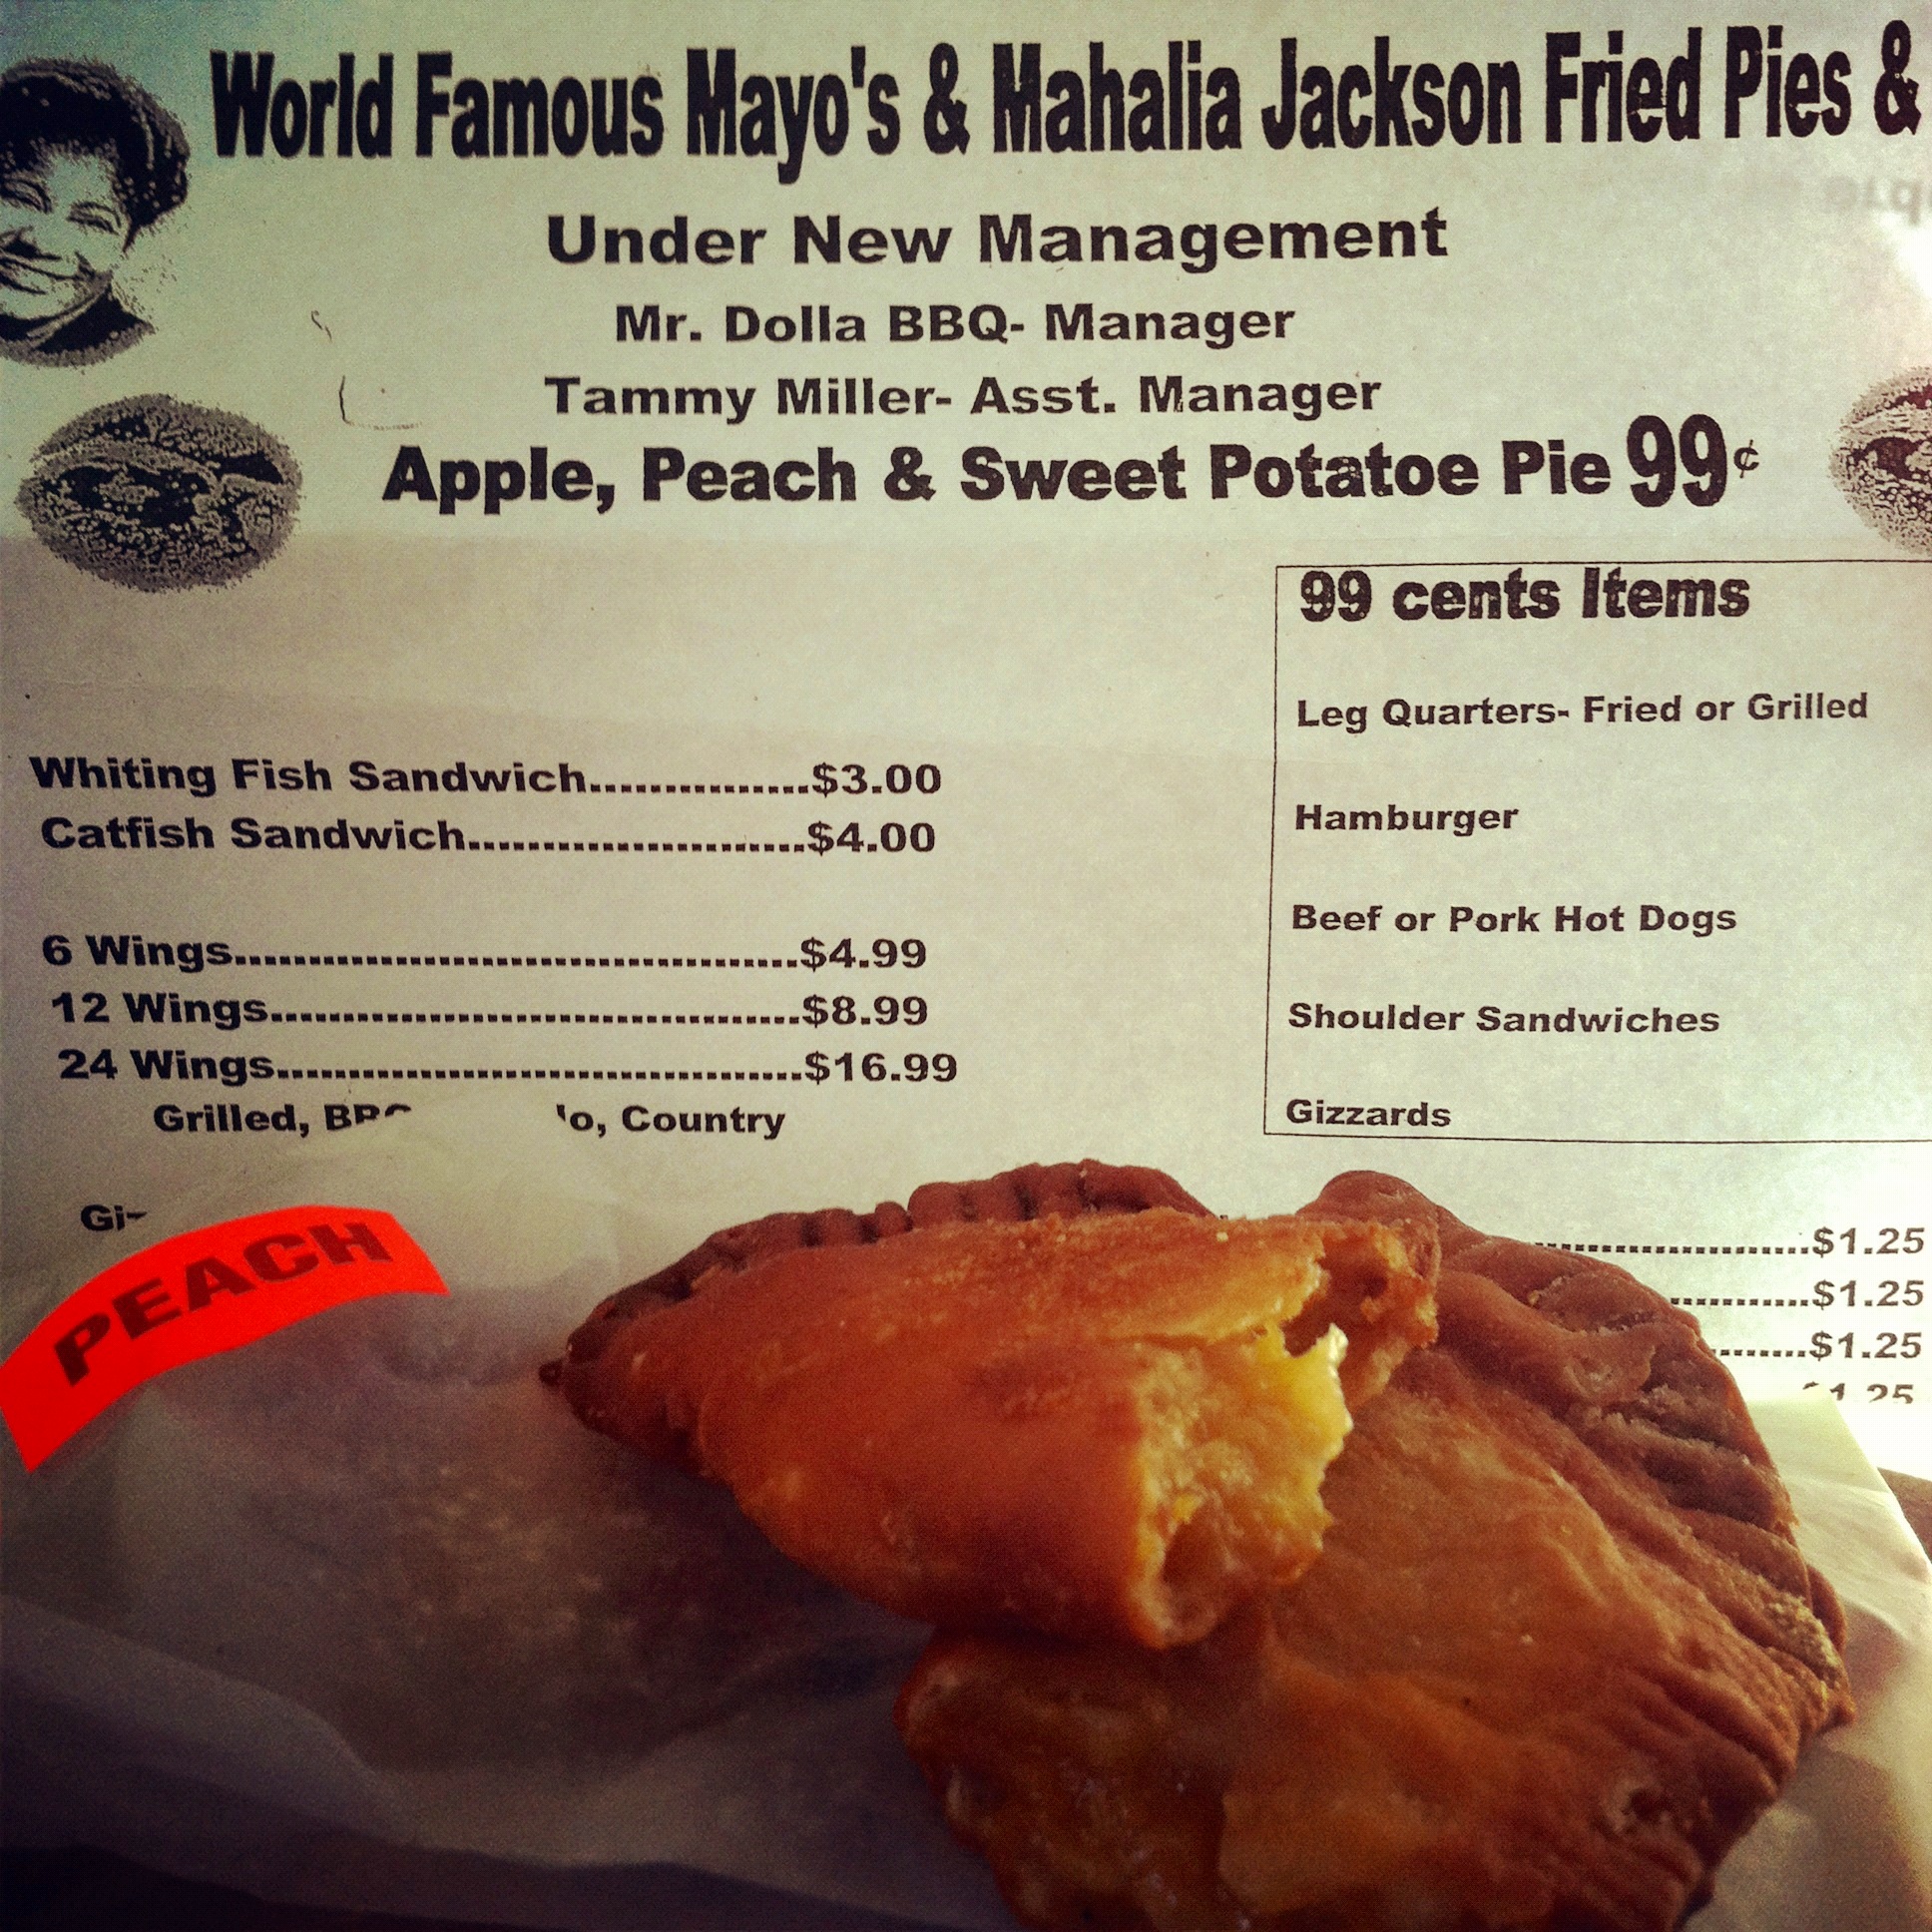 World Famous Mayo's & Mahalia Jackson Fried Pies &
Under New Management
Mr. Dolla BBQ- Manager
Tammy Miller- Asst. Manager
Apple, Peach & Sweet Potatoe Pie 99¢
99 cents Items
Leg Quarters- Fried or Grilled
Hamburger
Beef or Pork Hot Dogs
Shoulder Sandwiches
Gizzards
Whiting Fish Sandwich...............$3.00
Catfish Sandwich.......................$4.00
6 Wings......................................$4.99
12 Wings....................................$8.99
24 Wings....................................$16.99
Grilled, Country
..................$1.25
..........$1.25
.......$1.25
1.25
PEACH